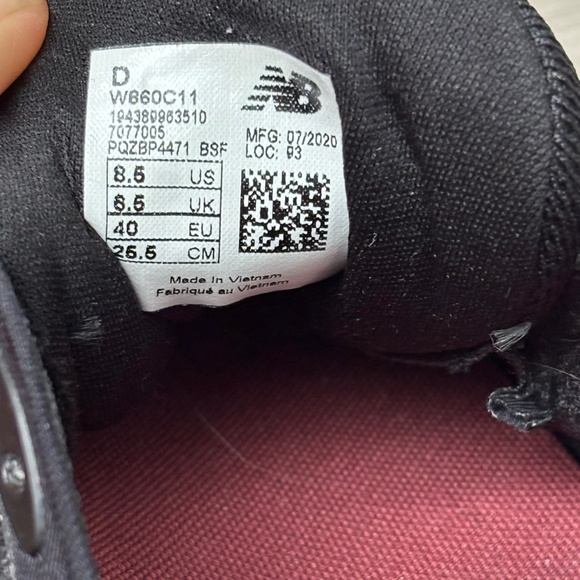 D
W860C11
194389963510
7077005
PQZBP4471 BSF
NB
MFG: 07/2020
LOC: 93
8.5 US
6.5 UK
40 EU
25.5 CM
Made in Vietnam
Fabriqué au Vietnam